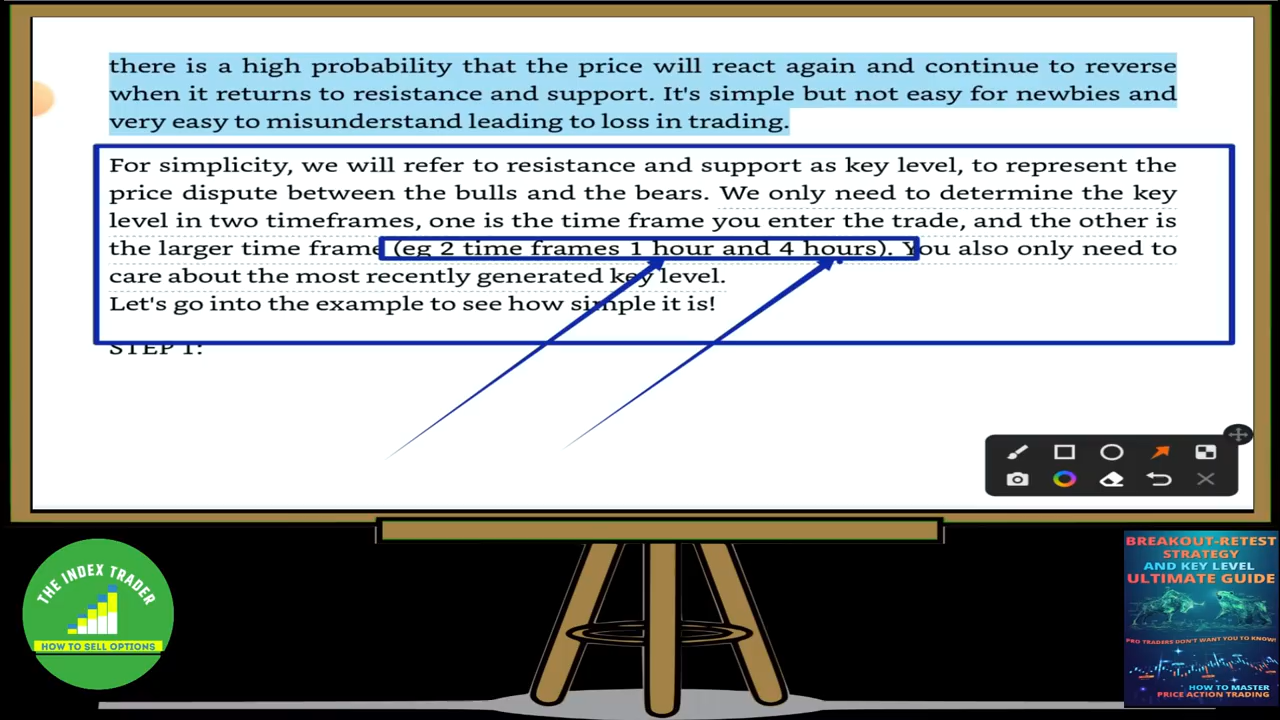 there is a high probability that the price will react again and continue to reverse
when it returns to resistance and support. It's simple but not easy for newbies and
very easy to misunderstand leading to loss in trading.
For simplicity, we will refer to resistance and support as key level, to represent the
price dispute between the bulls and the bears. We only need to determine the key
level in two timeframes, one is the time frame you enter the trade, and the other is
the larger time frame (eg 2 time frames 1 hour and 4 hours). You also only need to
care about the most recently generated key level.
Let's go into the example to see how simple it is!
STEP 1:
THE INDEX TRADER
HOW TO SELL OPTIONS
BREAKOUT-RETEST
STRATEGY
AND KEY LEVEL
ULTIMATE GUIDE
PRO TRADERS DON'T WANT YOU TO KNOW!
HOW TO MASTER
PRICE ACTION TRADING